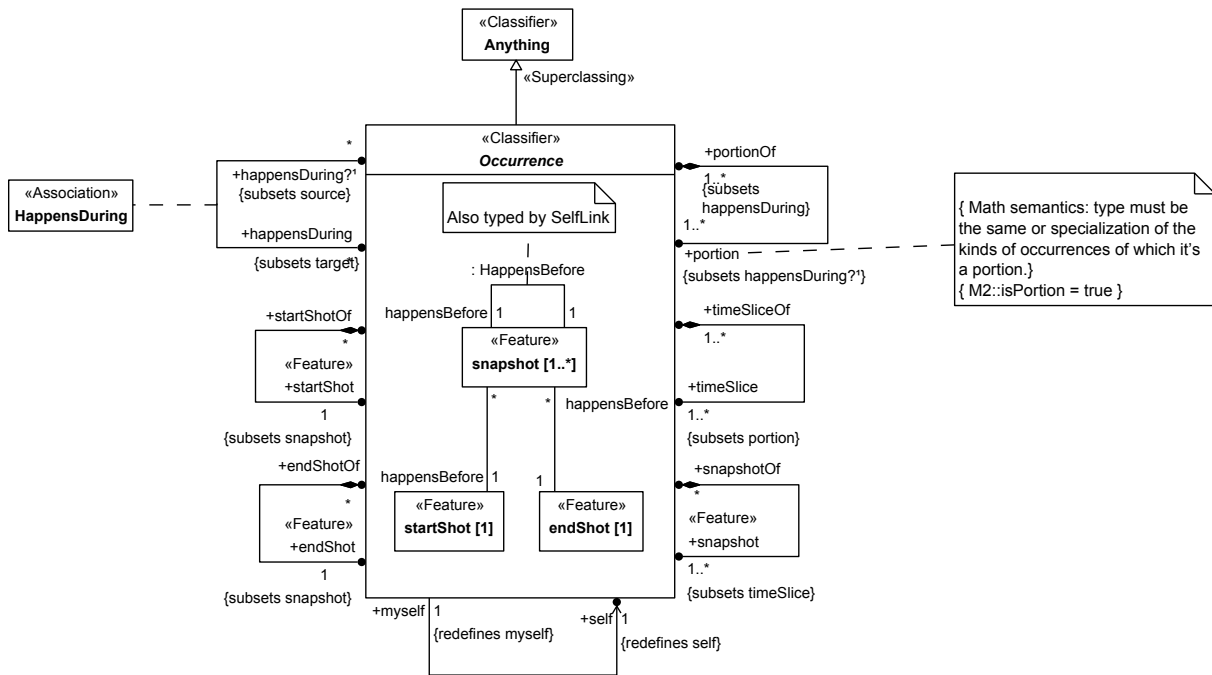 «Classifier»
Anything
«Superclassing»
«Classifier»
Occurrence
*
+happensDuring?¹
{subsets source}
+happensDuring
*
{subsets target}
«Association»
HappensDuring
+startShotOf
*
«Feature»
+startShot
1
{subsets snapshot}
+endShotOf
*
«Feature»
+endShot
1
{subsets snapshot}
Also typed by SelfLink
: HappensBefore
happensBefore
1
1
«Feature»
snapshot [1..*]
*
*
happensBefore
happensBefore
1
1
«Feature»
startShot [1]
«Feature»
endShot [1]
+portionOf
1..*
{subsets
happensDuring}
1..*
+portion
{subsets happensDuring?¹}
{ Math semantics: type must be
the same or specialization of the
kinds of occurrences of which it’s
a portion.}
{ M2::isPortion = true }
+timeSliceOf
1..*
+timeSlice
1..*
{subsets portion}
+snapshotOf
*
«Feature»
+snapshot
1..*
{subsets timeSlice}
+myself
1
{redefines myself}
+self
1
{redefines self}